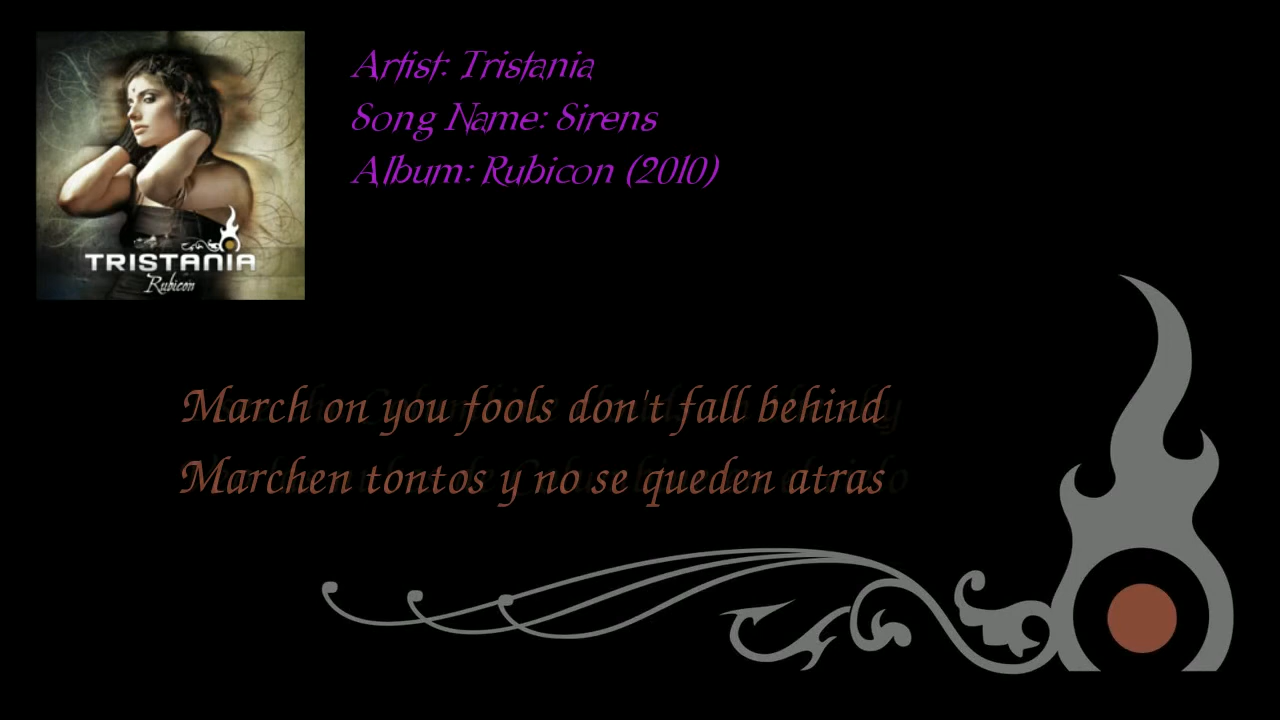 Artist: Tristania
Song Name: Sirens
Album: Rubicon (2010)
TRISTANIA
Rubicon
March on you fools don't fall behind
Marchen tontos y no se queden atras